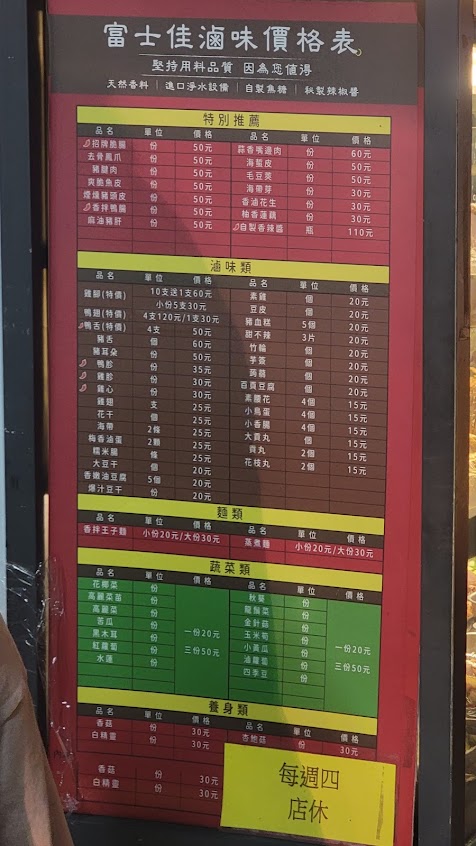 富士佳滷味價格表
堅持用料品質 因為您值得
天然香料｜進口淨水設備｜自製焦糖｜秘製辣椒醬
特別推薦
品名 單位 價格 品名 單位 價格
招牌脆腸 份 50元 蒜香嘴邊肉 份 60元
去骨鳳爪 份 50元 海蜇皮 份 50元
豬腱肉 份 50元 毛豆莢 份 50元
爽脆魚皮 份 50元 海帶芽 份 30元
煙燻豬頭皮 份 50元 香滷花生 份 30元
香拌鴨腸 份 50元 柚香蓮藕 份 30元
麻油豬肝 份 50元 自製香辣醬 瓶 110元
滷味類
品名 單位 價格 品名 單位 價格
雞腳(特價) 10支送1支60元 素雞 個 20元
小份5支30元 豆皮 個 20元
鴨翅(特價) 4支120元/1支30元 豬血糕 5個 20元
鴨舌(特價) 4支 50元 甜不辣 3片 20元
豬舌 個 60元 竹輪 個 20元
豬耳朵 份 50元 芋簽 個 20元
鴨胗 份 35元 蒟蒻 個 20元
雞胗 份 30元 百頁豆腐 個 20元
雞心 份 30元 素腰花 4個 15元
雞翅 支 25元 小鳥蛋 4個 15元
花干 個 25元 小香腸 4個 15元
海帶 2條 25元 大貢丸 個 15元
梅香滷蛋 2顆 25元 貢丸 2個 15元
糯米腸 條 25元 花枝丸 2個 15元
大豆干 個 20元
香嫩油豆腐 5個 20元
爆汁豆干 份 20元
麵類
品名 單位 價格 品名 單位 價格
香拌王子麵 小份20元/大份30元 蒸煮麵 小份20元/大份30元
蔬菜類
品名 單位 價格 品名 單位 價格
花椰菜 份 秋葵 份
高麗菜苗 份 龍鬚菜 份
高麗菜 份 金針菇 份
苦瓜 份 一份20元 玉米筍 份 一份20元
黑木耳 份 三份50元 小黃瓜 份 三份50元
紅蘿蔔 份 油蘿蔔 份
水蓮 份 四季豆 份
養身類
品名 單位 價格 品名 單位 價格
香菇 份 30元 杏鮑菇 份 30元
白精靈 份 30元
香菇 份 30元
白精靈 份 30元
每週四
店休